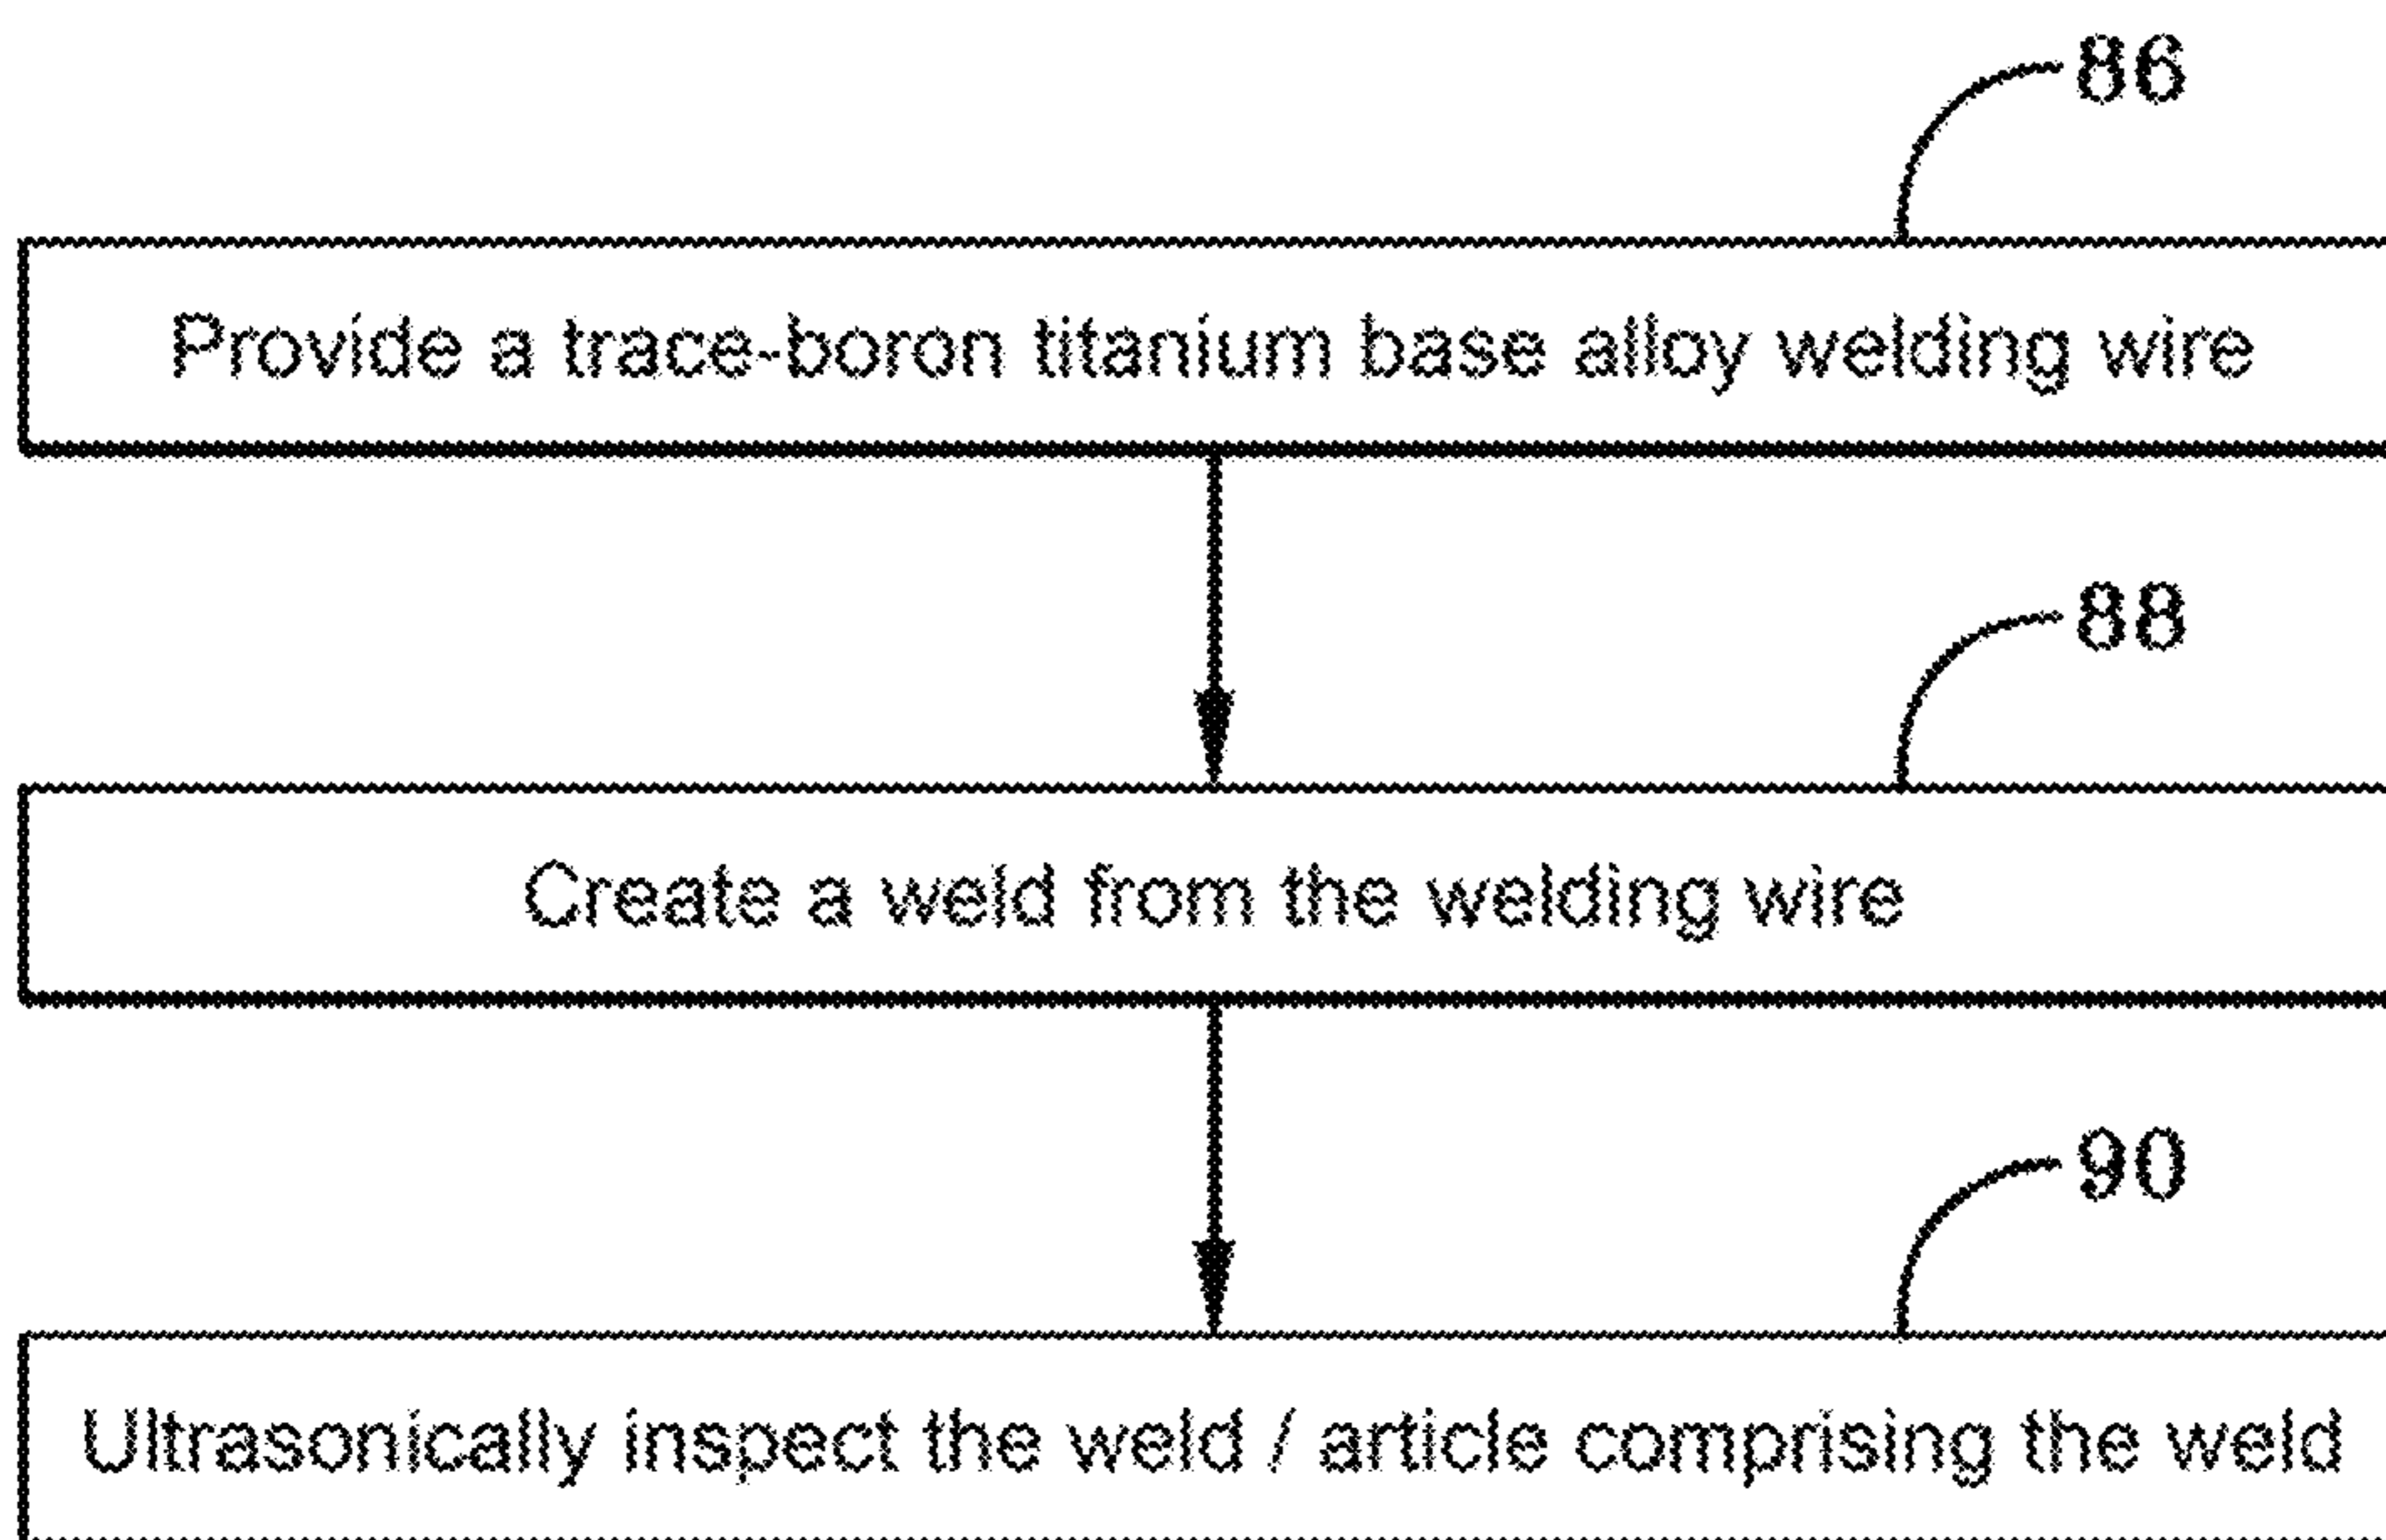 86
Provide a trace-boron titanium base alloy welding wire
88
Create a weld from the welding wire
90
Ultrasonically inspect the weld / article comprising the weld